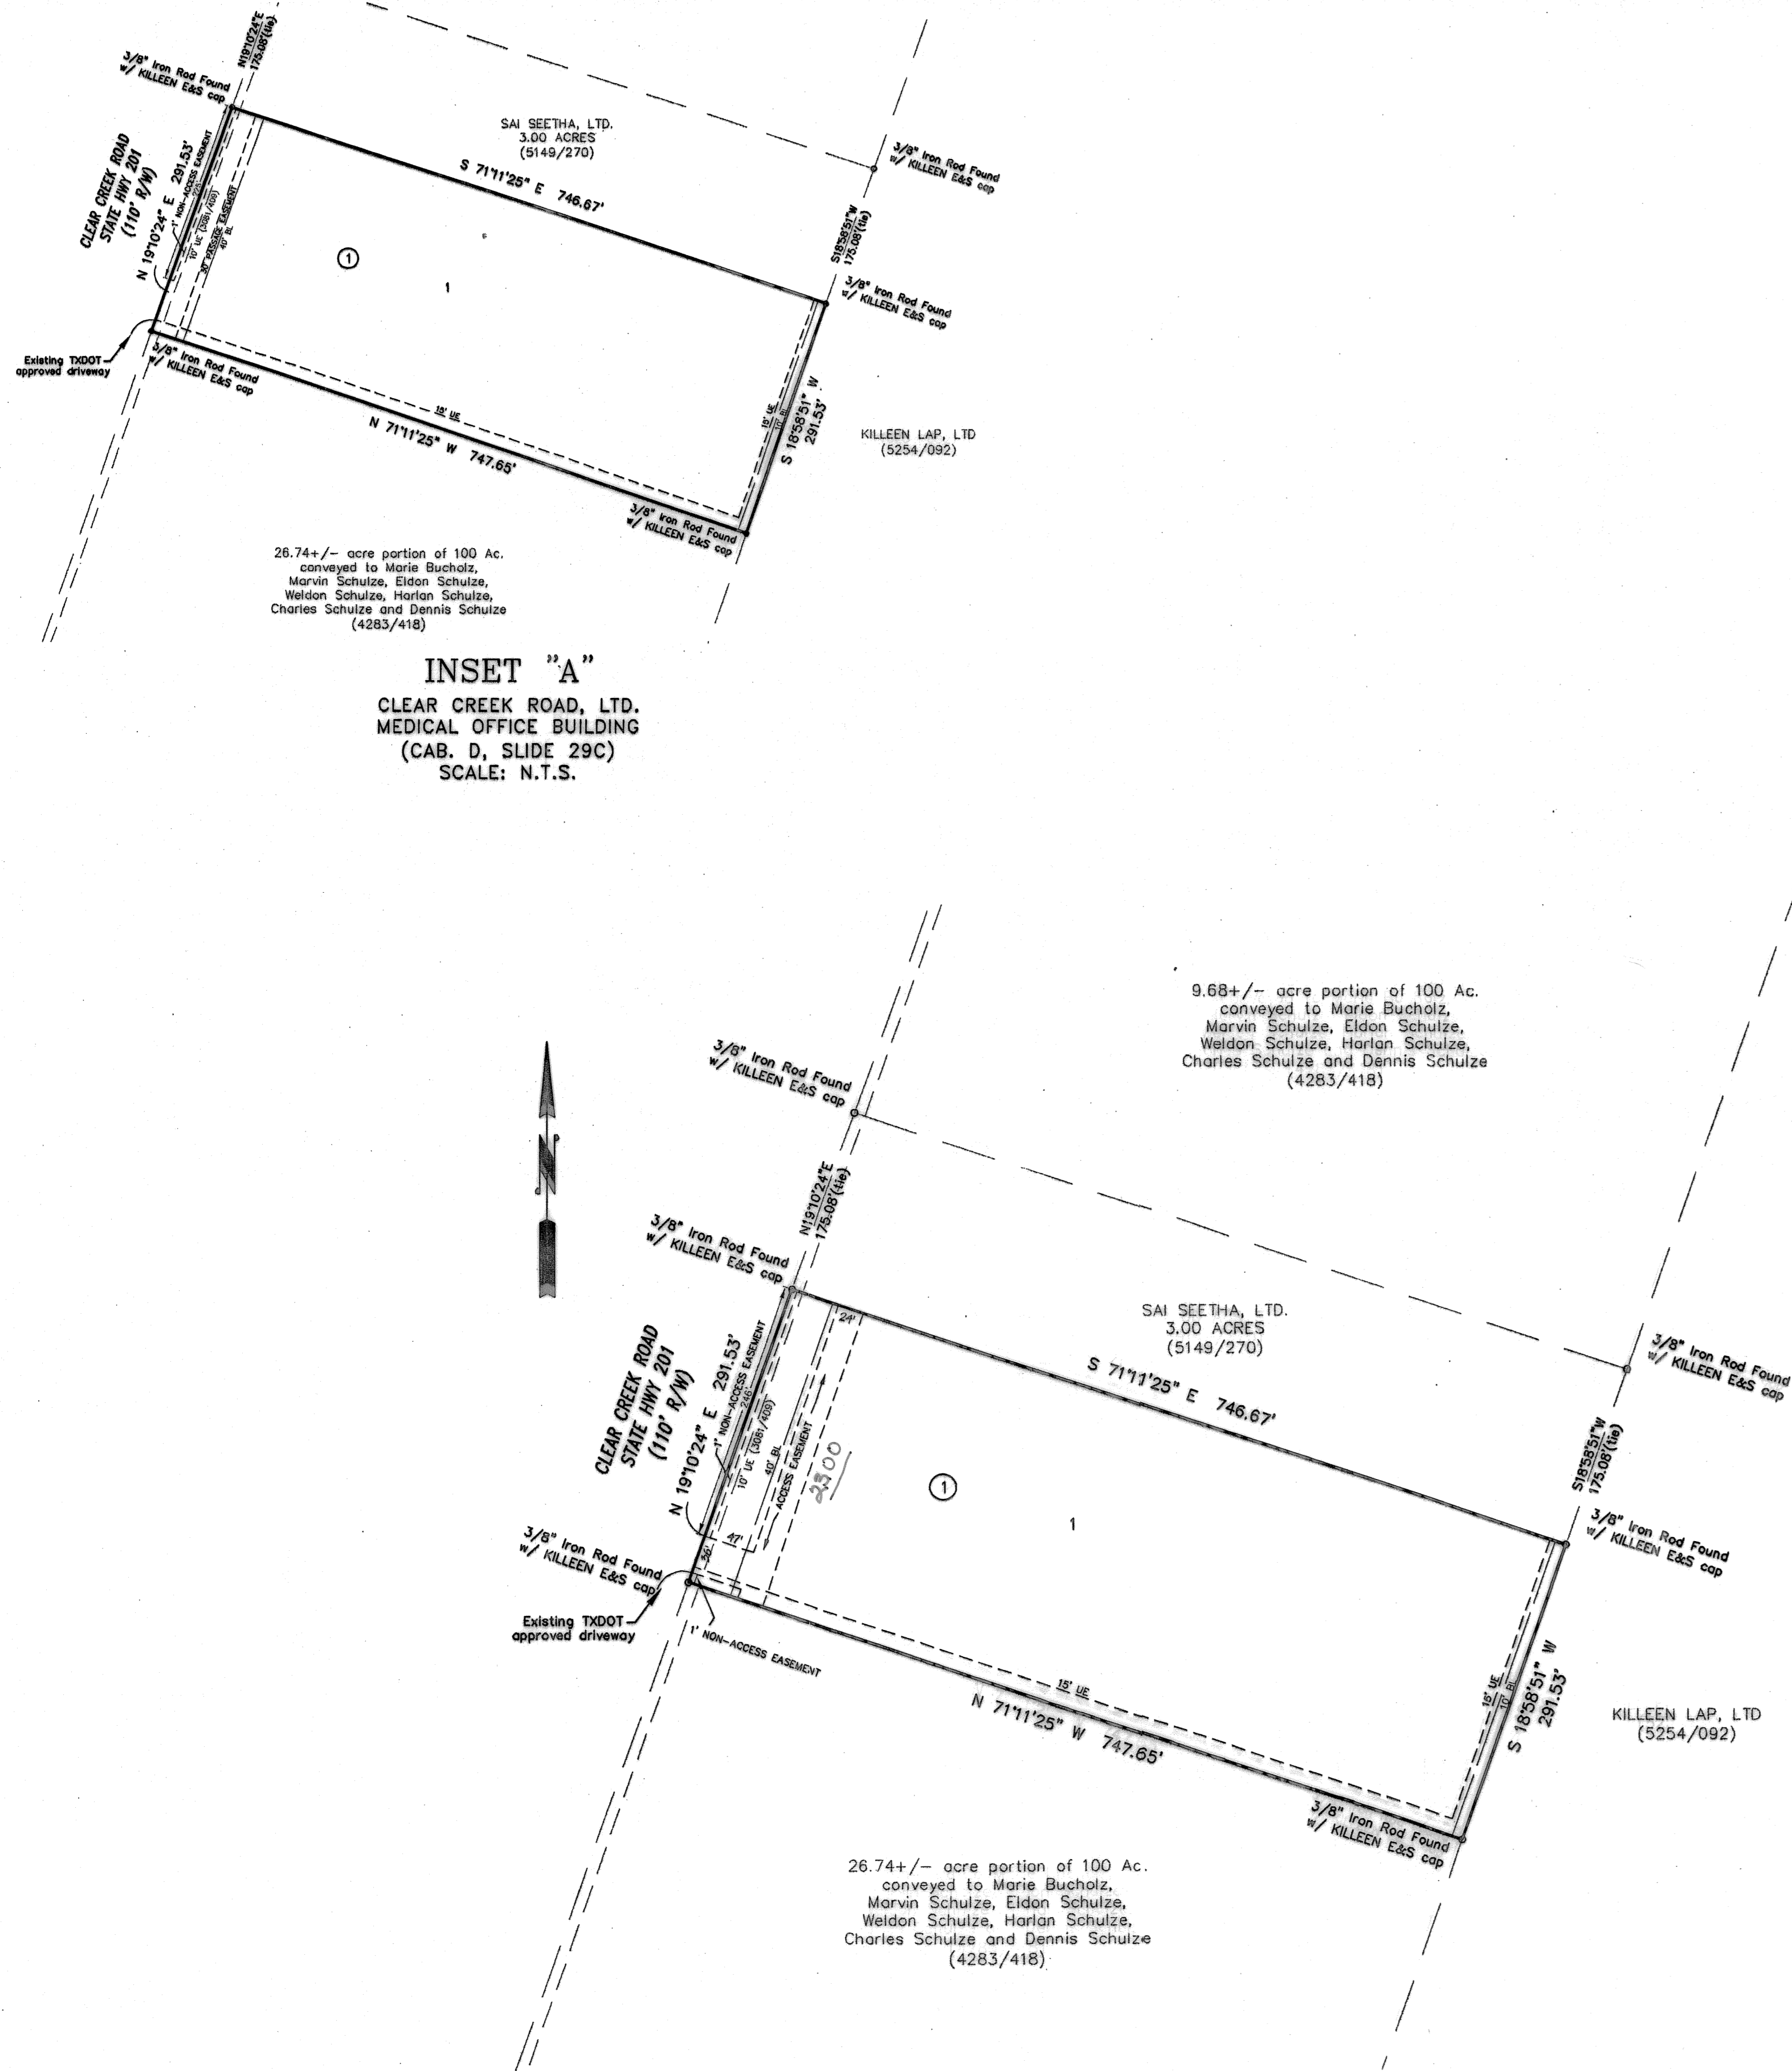 N19°10'24"E
175.08'(tie)
3/8" Iron Rod Found
w/ KILLEEN E&S cap
SAI SEETHA, LTD.
3.00 ACRES
(5149/270)
S 71°11'25" E 746.67'
3/8" Iron Rod Found
w/ KILLEEN E&S cap
CLEAR CREEK ROAD
STATE HWY 201
(110' R/W)
N 19°10'24" E 291.53'
1' NON-ACCESS EASEMENT
10' UE (3081/409)
30' PASSAGE EASEMENT
40' BL
S18°58'51"W
175.08'(tie)
1
1
3/8" Iron Rod Found
w/ KILLEEN E&S cap
Existing TXDOT
approved driveway
3/8" Iron Rod Found
w/ KILLEEN E&S cap
15' UE
N 71°11'25" W 747.65'
15' UE
10' BL
S 18°58'51" W
291.53'
KILLEEN LAP, LTD
(5254/092)
3/8" Iron Rod Found
w/ KILLEEN E&S cap
26.74+/- acre portion of 100 Ac.
conveyed to Marie Bucholz,
Marvin Schulze, Eldon Schulze,
Weldon Schulze, Harlan Schulze,
Charles Schulze and Dennis Schulze
(4283/418)
INSET "A"
CLEAR CREEK ROAD, LTD.
MEDICAL OFFICE BUILDING
(CAB. D, SLIDE 29C)
SCALE: N.T.S.
9.68+/- acre portion of 100 Ac.
conveyed to Marie Bucholz,
Marvin Schulze, Eldon Schulze,
Weldon Schulze, Harlan Schulze,
Charles Schulze and Dennis Schulze
(4283/418)
3/8" Iron Rod Found
w/ KILLEEN E&S cap
N
N19°10'24"E
175.08'(tie)
3/8" Iron Rod Found
w/ KILLEEN E&S cap
SAI SEETHA, LTD.
3.00 ACRES
(5149/270)
3/8" Iron Rod Found
w/ KILLEEN E&S cap
24'
S 71°11'25" E 746.67'
CLEAR CREEK ROAD
STATE HWY 201
(110' R/W)
N 19°10'24" E 291.53'
1' NON-ACCESS EASEMENT
246'
10' UE (3081/409)
40' BL
ACCESS EASEMENT
2300
S18°58'51"W
175.08'(tie)
1
1
3/8" Iron Rod Found
w/ KILLEEN E&S cap
47'
3/8" Iron Rod Found
w/ KILLEEN E&S cap
Existing TXDOT
approved driveway
1' NON-ACCESS EASEMENT
15' UE
N 71°11'25" W 747.65'
15' UE
10' BL
S 18°58'51" W
291.53'
KILLEEN LAP, LTD
(5254/092)
3/8" Iron Rod Found
w/ KILLEEN E&S cap
26.74+/- acre portion of 100 Ac.
conveyed to Marie Bucholz,
Marvin Schulze, Eldon Schulze,
Weldon Schulze, Harlan Schulze,
Charles Schulze and Dennis Schulze
(4283/418)